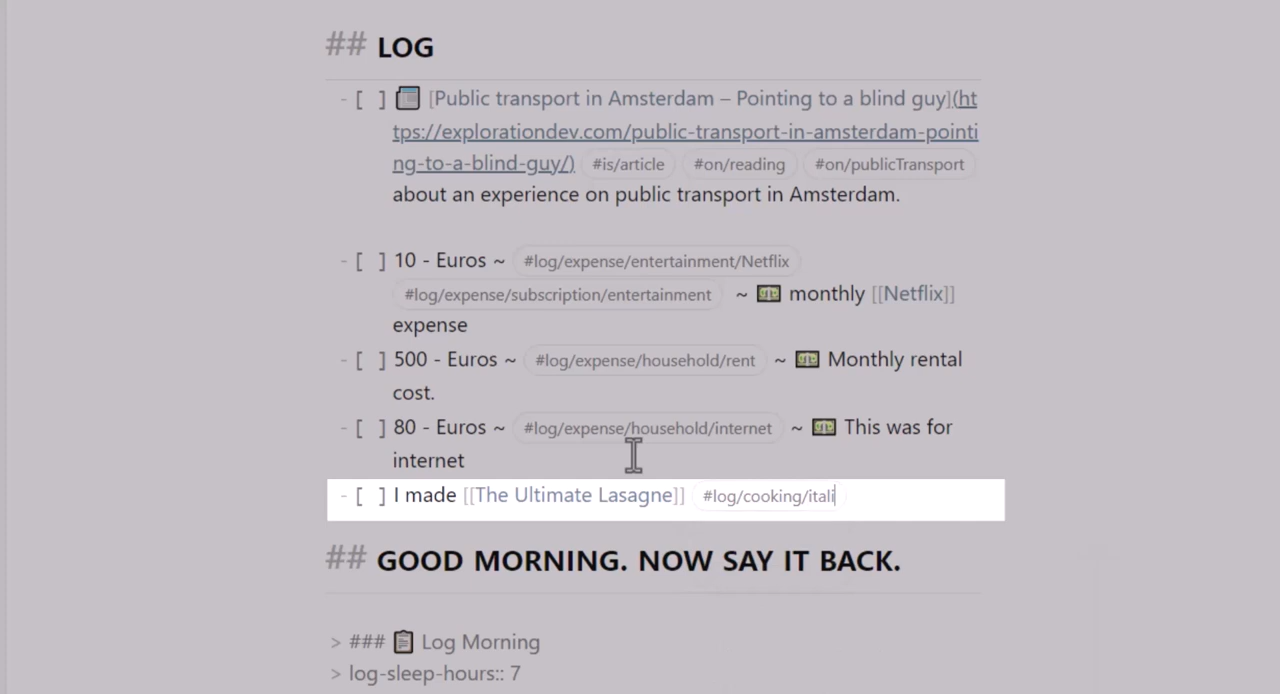 ## LOG
- [ ] 📰 [Public transport in Amsterdam – Pointing to a blind guy](ht
tps://explorationdev.com/public-transport-in-amsterdam-pointi
ng-to-a-blind-guy/) #is/article #on/reading #on/publicTransport
about an experience on public transport in Amsterdam.
- [ ] 10 - Euros ~ #log/expense/entertainment/Netflix
#log/expense/subscription/entertainment ~ 💵 monthly [[Netflix]]
expense
- [ ] 500 - Euros ~ #log/expense/household/rent ~ 💵 Monthly rental
cost.
- [ ] 80 - Euros ~ #log/expense/household/internet ~ 💵 This was for
internet
- [ ] I made [[The Ultimate Lasagne]] #log/cooking/itali
## GOOD MORNING. NOW SAY IT BACK.
> ### 📋 Log Morning
> log-sleep-hours:: 7